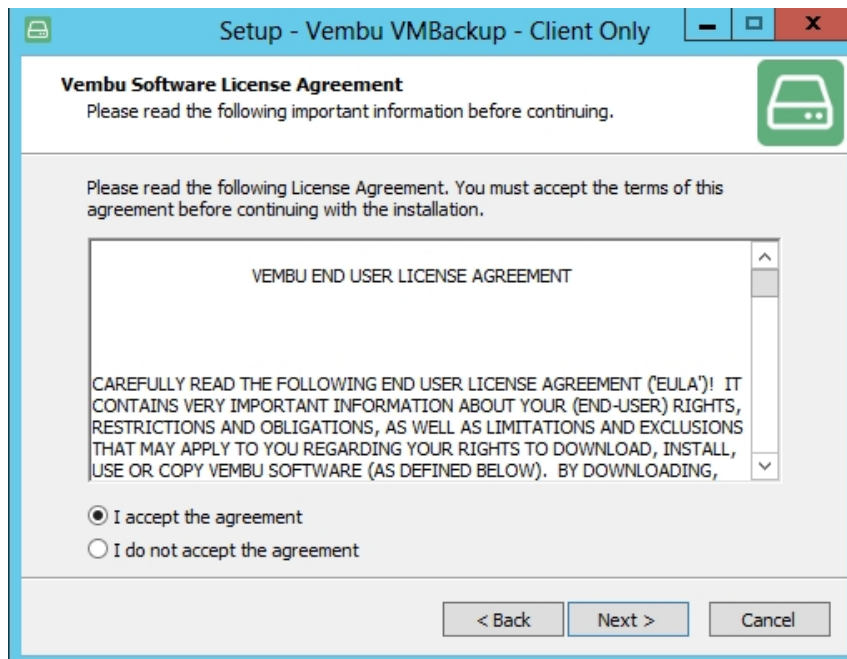 Setup - Vembu VMBackup - Client Only
Vembu Software License Agreement
Please read the following important information before continuing.
Please read the following License Agreement. You must accept the terms of this
agreement before continuing with the installation.
VEMBU END USER LICENSE AGREEMENT
CAREFULLY READ THE FOLLOWING END USER LICENSE AGREEMENT ('EULA')!  IT
CONTAINS VERY IMPORTANT INFORMATION ABOUT YOUR (END-USER) RIGHTS,
RESTRICTIONS AND OBLIGATIONS, AS WELL AS LIMITATIONS AND EXCLUSIONS
THAT MAY APPLY TO YOU REGARDING YOUR RIGHTS TO DOWNLOAD, INSTALL,
USE OR COPY VEMBU SOFTWARE (AS DEFINED BELOW).  BY DOWNLOADING,
I accept the agreement
I do not accept the agreement
< Back Next > Cancel